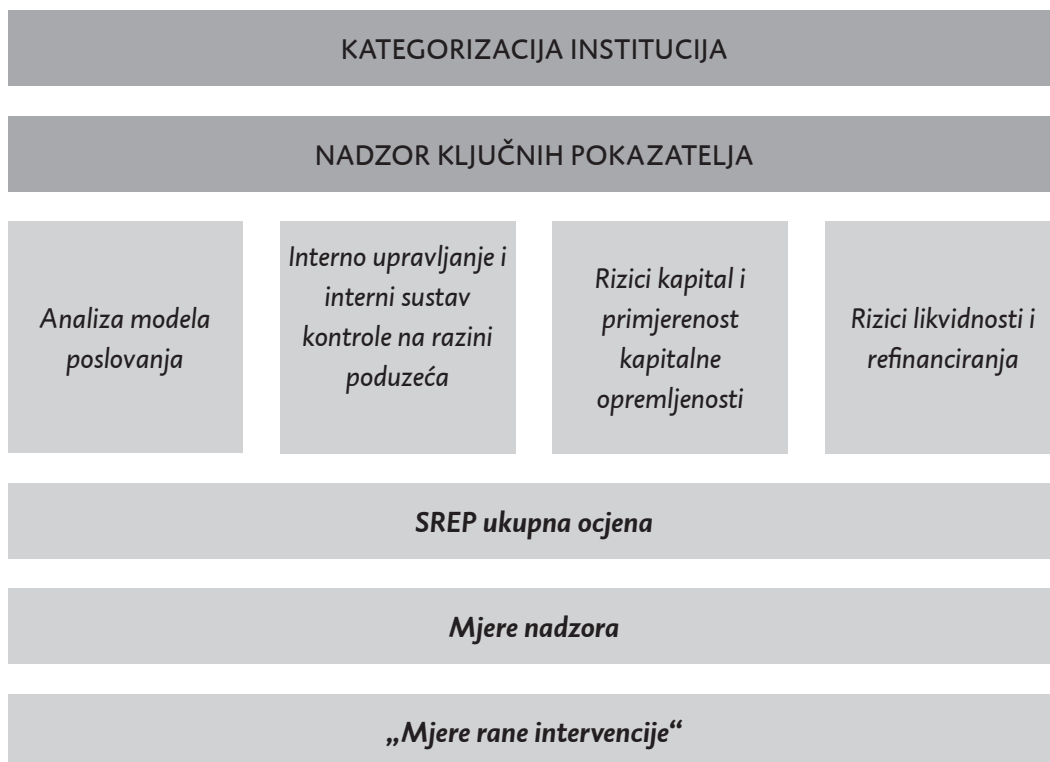 KATEGORIZACIJA INSTITUCIJA
NADZOR KLJUČNIH POKAZATELJA
Analiza modela
poslovanja
Interno upravljanje i
interni sustav
kontrole na razini
poduzeća
Rizici kapital i
primjerenost
kapitalne
opremljenosti
Rizici likvidnosti i
refinanciranja
SREP ukupna ocjena
Mjere nadzora
„Mjere rane intervencije“